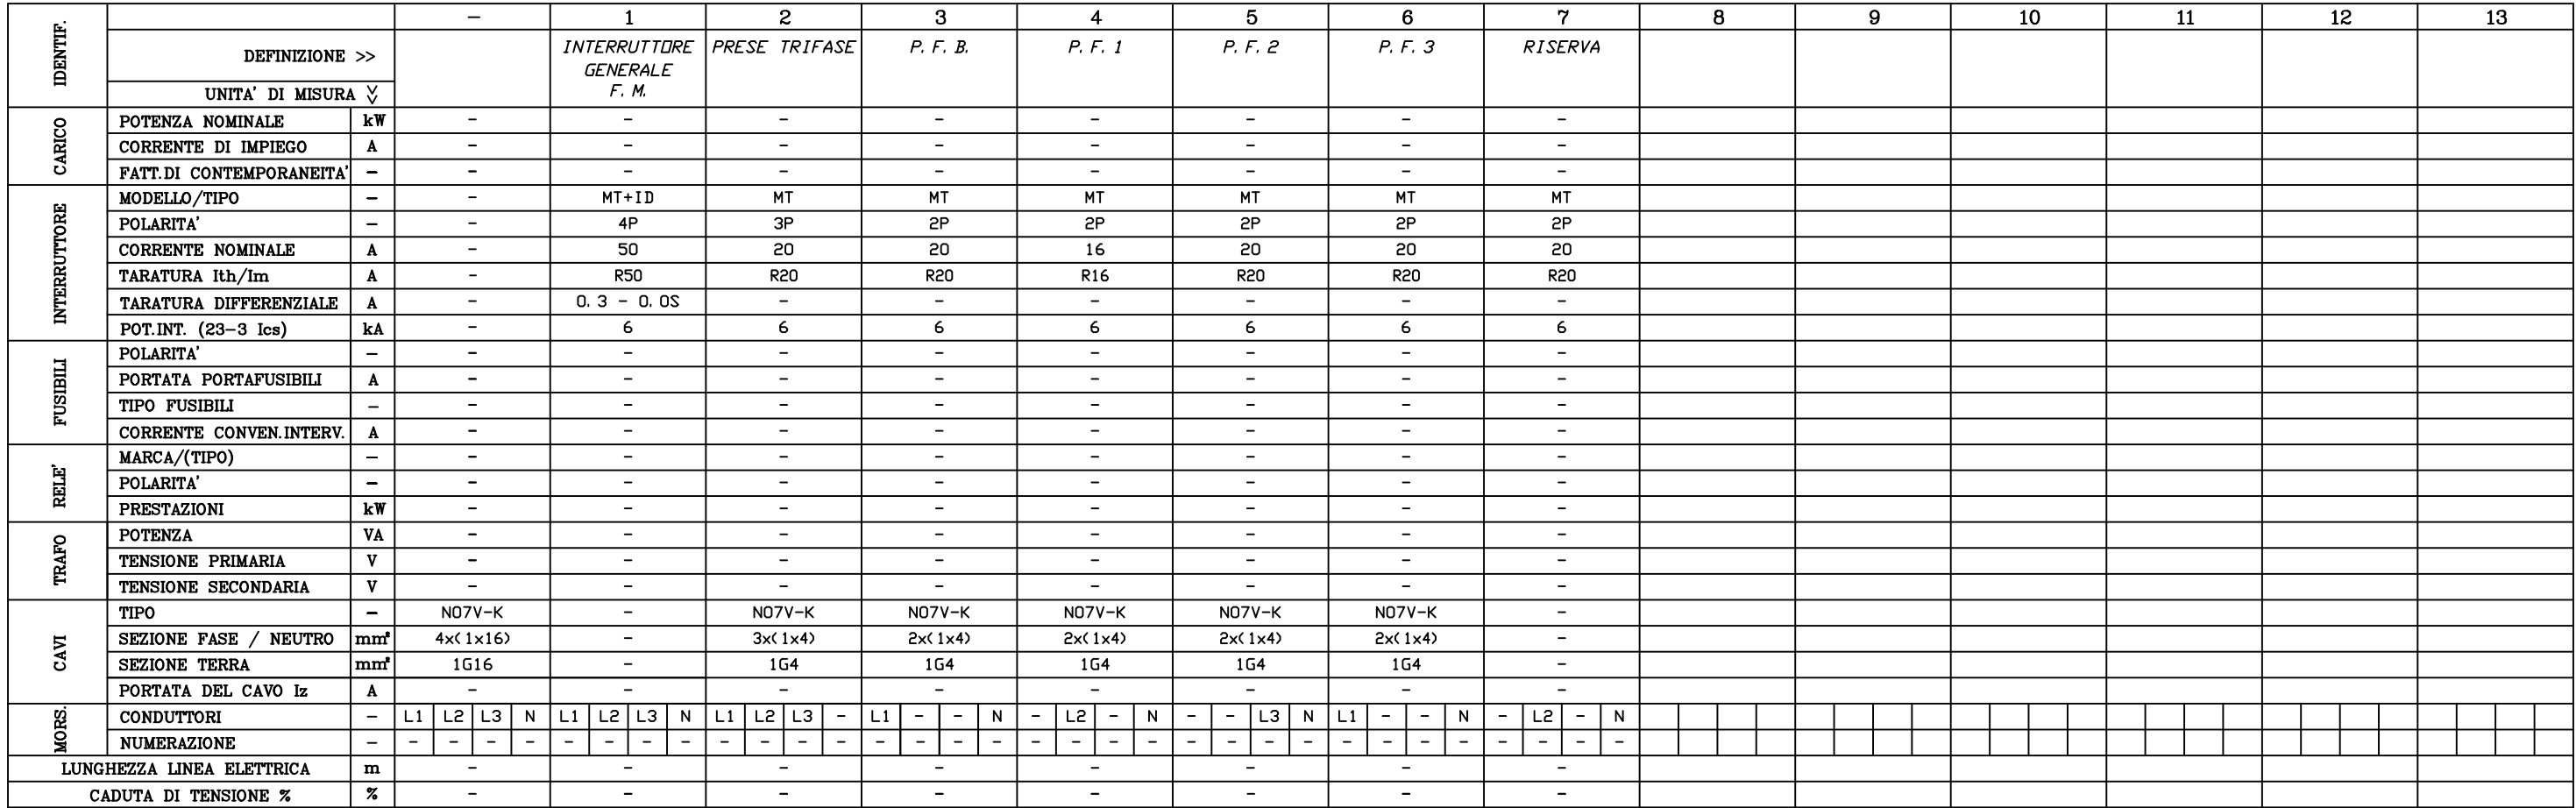 IDENTIF. - 1 2 3 4 5 6 7 8 9 10 11 12 13
DEFINIZIONE >> INTERRUTTORE PRESE TRIFASE P. F. B. P. F. 1 P. F. 2 P. F. 3 RISERVA
GENERALE
UNITA' DI MISURA >> F. M.
CARICO
POTENZA NOMINALE kW - - - - - - - -
CORRENTE DI IMPIEGO A - - - - - - - -
FATT.DI CONTEMPORANEITA' - - - - - - - - -
INTERRUTTORE
MODELLO/TIPO - - MT+ID MT MT MT MT MT MT
POLARITA' - - 4P 3P 2P 2P 2P 2P 2P
CORRENTE NOMINALE A - 50 20 20 16 20 20 20
TARATURA Ith/Im A - R50 R20 R20 R16 R20 R20 R20
TARATURA DIFFERENZIALE A - 0.3 - 0.0S - - - - - -
POT.INT. (23-3 Ics) kA - 6 6 6 6 6 6 6
FUSIBILI
POLARITA' - - - - - - - - -
PORTATA PORTAFUSIBILI A - - - - - - - -
TIPO FUSIBILI - - - - - - - - -
CORRENTE CONVEN.INTERV. A - - - - - - - -
RELE'
MARCA/(TIPO) - - - - - - - - -
POLARITA' - - - - - - - - -
PRESTAZIONI kW - - - - - - - -
TRAFO
POTENZA VA - - - - - - - -
TENSIONE PRIMARIA V - - - - - - - -
TENSIONE SECONDARIA V - - - - - - - -
CAVI
TIPO - N07V-K - N07V-K N07V-K N07V-K N07V-K N07V-K -
SEZIONE FASE / NEUTRO mm² 4x(1x16) - 3x(1x4) 2x(1x4) 2x(1x4) 2x(1x4) 2x(1x4) -
SEZIONE TERRA mm² 1G16 - 1G4 1G4 1G4 1G4 1G4 -
PORTATA DEL CAVO Iz A - - - - - - - -
MORS.
CONDUTTORI - L1 L2 L3 N L1 L2 L3 N L1 L2 L3 - L1 - - N - L2 - N - - L3 N L1 - - N - L2 - N
NUMERAZIONE - - - - - - - - - - - - - - - - - - - - - - - - - - - - - - - - -
LUNGHEZZA LINEA ELETTRICA m - - - - - - - -
CADUTA DI TENSIONE % % - - - - - - - -